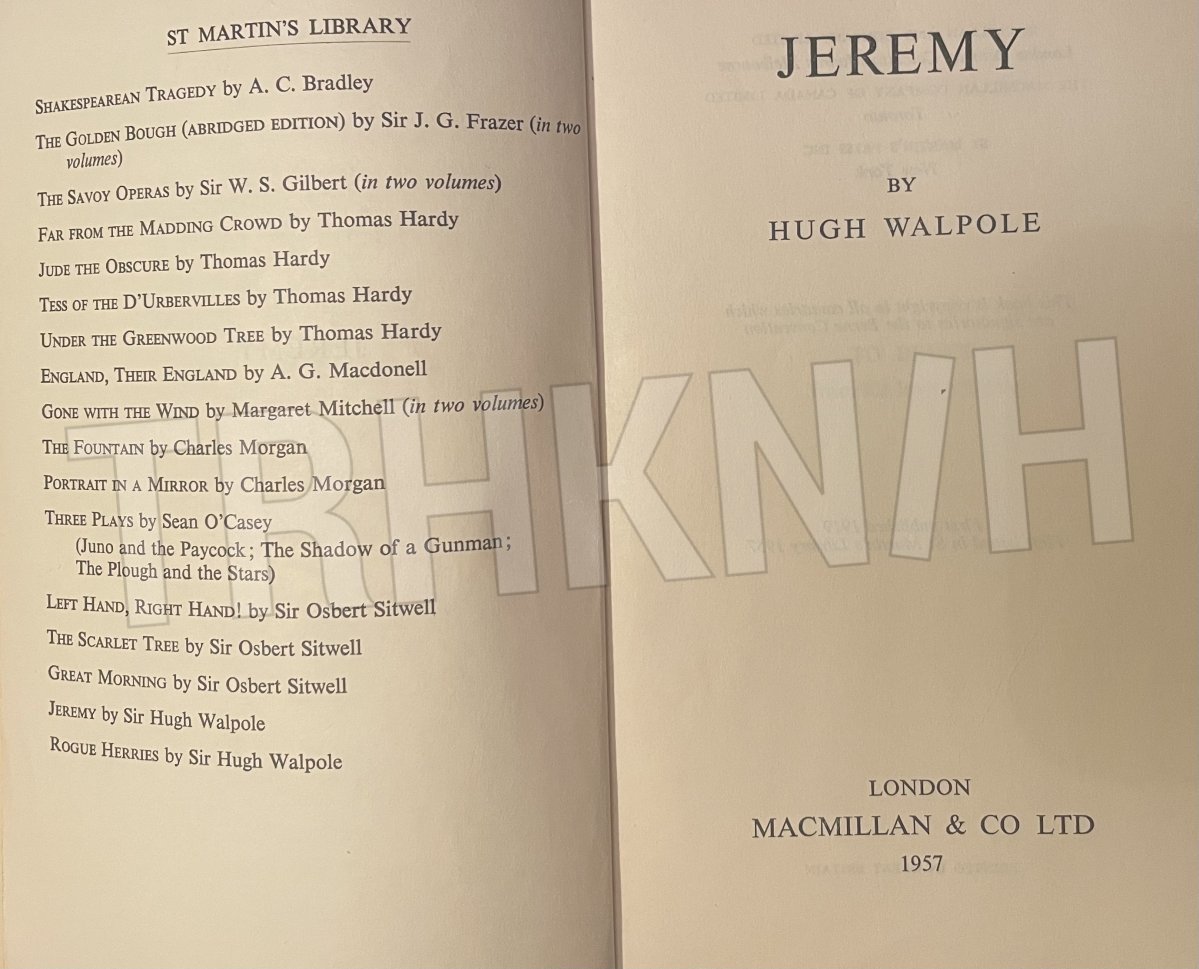 ST MARTIN'S LIBRARY
SHAKESPEAREAN TRAGEDY by A. C. Bradley
THE GOLDEN BOUGH (ABRIDGED EDITION) by Sir J. G. Frazer (in two
volumes)
THE SAVOY OPERAS by Sir W. S. Gilbert (in two volumes)
FAR FROM THE MADDING CROWD by Thomas Hardy
JUDE THE OBSCURE by Thomas Hardy
TESS OF THE D'URBERVILLES by Thomas Hardy
UNDER THE GREENWOOD TREE by Thomas Hardy
ENGLAND, THEIR ENGLAND by A. G. Macdonell
GONE WITH THE WIND by Margaret Mitchell (in two volumes)
THE FOUNTAIN by Charles Morgan
PORTRAIT IN A MIRROR by Charles Morgan
THREE PLAYS by Sean O'Casey
(Juno and the Paycock; The Shadow of a Gunman;
The Plough and the Stars)
LEFT HAND, RIGHT HAND! by Sir Osbert Sitwell
THE SCARLET TREE by Sir Osbert Sitwell
GREAT MORNING by Sir Osbert Sitwell
JEREMY by Sir Hugh Walpole
ROGUE HERRIES by Sir Hugh Walpole
JEREMY
BY
HUGH WALPOLE
LONDON
MACMILLAN & CO LTD
1957
TRHKN/H